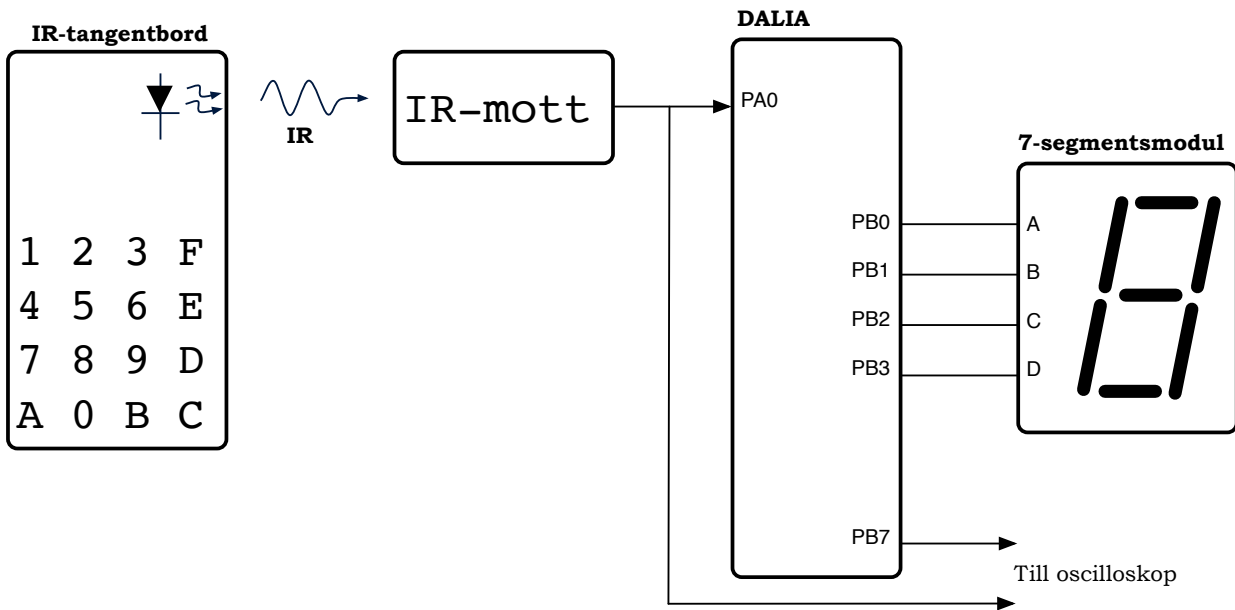 DALIA
IR-tangentbord
IR-mott
IR
PA0
7-segmentsmodul
1 2 3 F
4 5 6 E
7 8 9 D
A 0 B C
PB0
PB1
PB2
PB3
A
B
C
D
PB7
Till oscilloskop